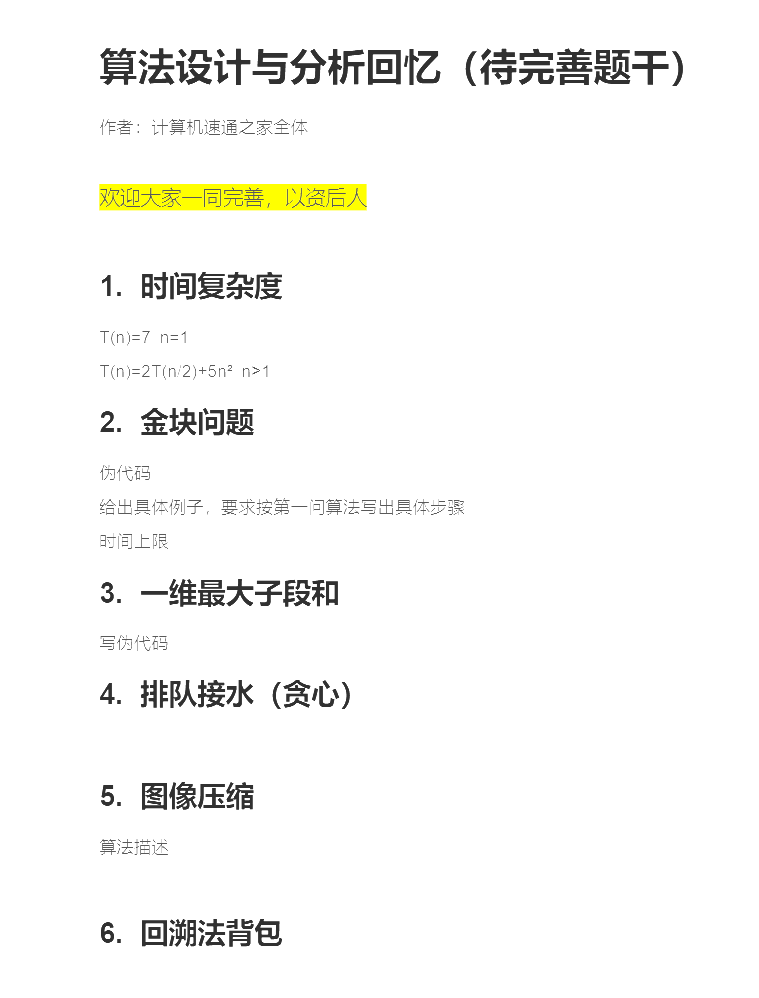 算法设计与分析回忆（待完善题干）
作者：计算机速通之家全体
欢迎大家一同完善，以资后人
1. 时间复杂度
T(n)=7 n=1
T(n)=2T(n/2)+5n² n>1
2. 金块问题
伪代码
给出具体例子，要求按第一问算法写出具体步骤
时间上限
3. 一维最大子段和
写伪代码
4. 排队接水（贪心）
5. 图像压缩
算法描述
6. 回溯法背包